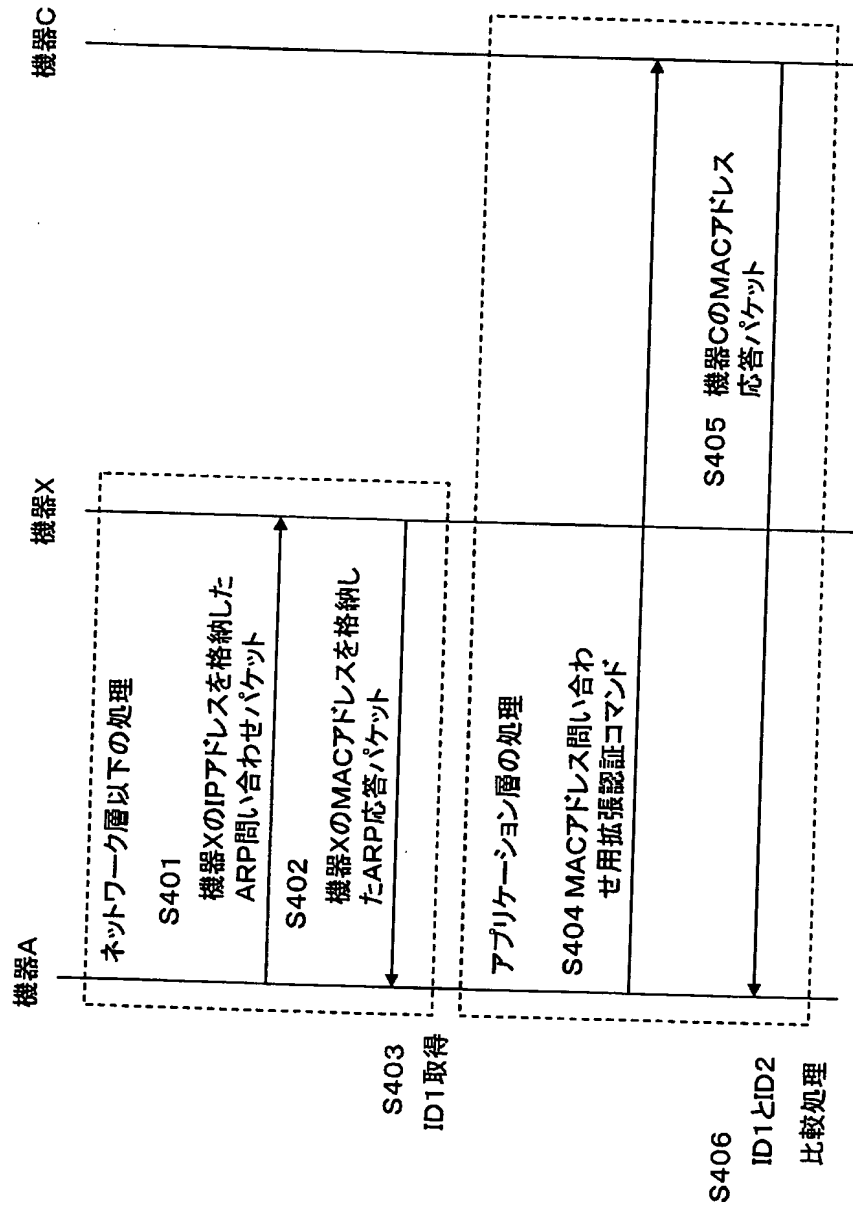 機器A
機器X
機器C
ネットワーク層以下の処理
S401
機器XのIPアドレスを格納した
ARP問い合わせパケット
S402
機器XのMACアドレスを格納し
たARP応答パケット
S403
ID1取得
アプリケーション層の処理
S404 MACアドレス問い合わ
せ用拡張認証コマンド
S405 機器CのMACアドレス
応答パケット
S406
ID1とID2
比較処理